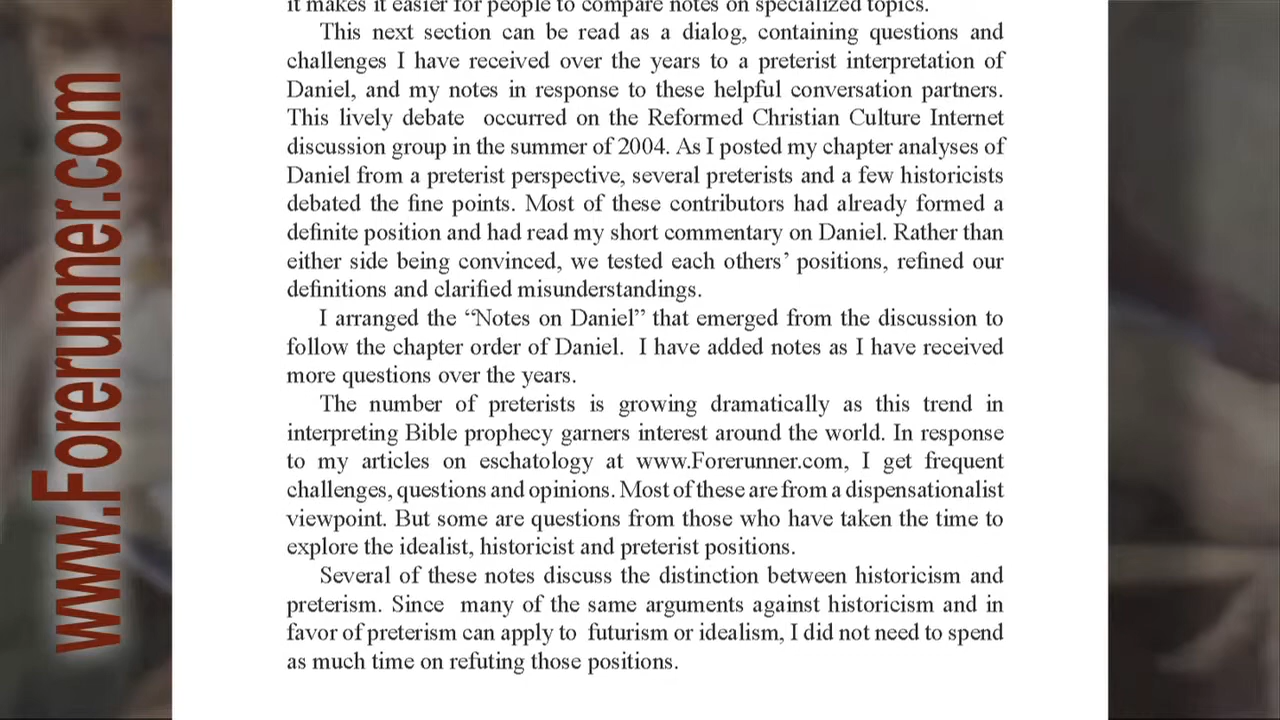 www.Forerunner.com
it makes it easier for people to compare notes on specialized topics.
This next section can be read as a dialog, containing questions and
challenges I have received over the years to a preterist interpretation of
Daniel, and my notes in response to these helpful conversation partners.
This lively debate occurred on the Reformed Christian Culture Internet
discussion group in the summer of 2004. As I posted my chapter analyses of
Daniel from a preterist perspective, several preterists and a few historicists
debated the fine points. Most of these contributors had already formed a
definite position and had read my short commentary on Daniel. Rather than
either side being convinced, we tested each others’ positions, refined our
definitions and clarified misunderstandings.
I arranged the “Notes on Daniel” that emerged from the discussion to
follow the chapter order of Daniel. I have added notes as I have received
more questions over the years.
The number of preterists is growing dramatically as this trend in
interpreting Bible prophecy garners interest around the world. In response
to my articles on eschatology at www.Forerunner.com, I get frequent
challenges, questions and opinions. Most of these are from a dispensationalist
viewpoint. But some are questions from those who have taken the time to
explore the idealist, historicist and preterist positions.
Several of these notes discuss the distinction between historicism and
preterism. Since many of the same arguments against historicism and in
favor of preterism can apply to futurism or idealism, I did not need to spend
as much time on refuting those positions.